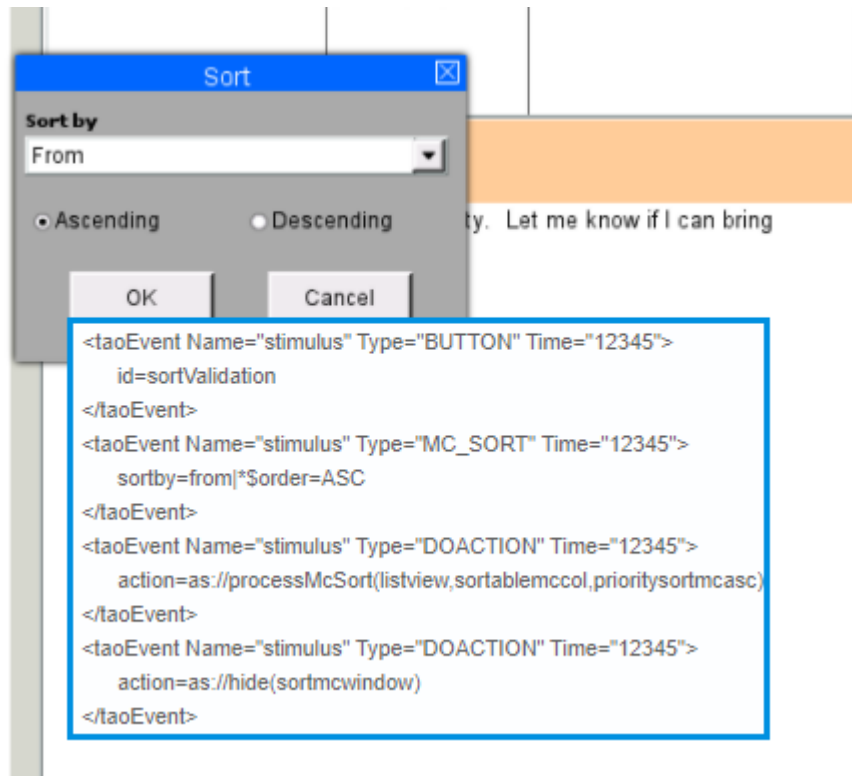 Sort
Sort by
From
Ascending
Descending
ty. Let me know if I can bring
OK
Cancel
<taoEvent Name="stimulus" Type="BUTTON" Time="12345">
id=sortValidation
</taoEvent>
<taoEvent Name="stimulus" Type="MC_SORT" Time="12345">
sortby=from|*$order=ASC
</taoEvent>
<taoEvent Name="stimulus" Type="DOACTION" Time="12345">
action=as://processMcSort(listview,sortablemccol,prioritysortmcasc)
</taoEvent>
<taoEvent Name="stimulus" Type="DOACTION" Time="12345">
action=as://hide(sortmcwindow)
</taoEvent>